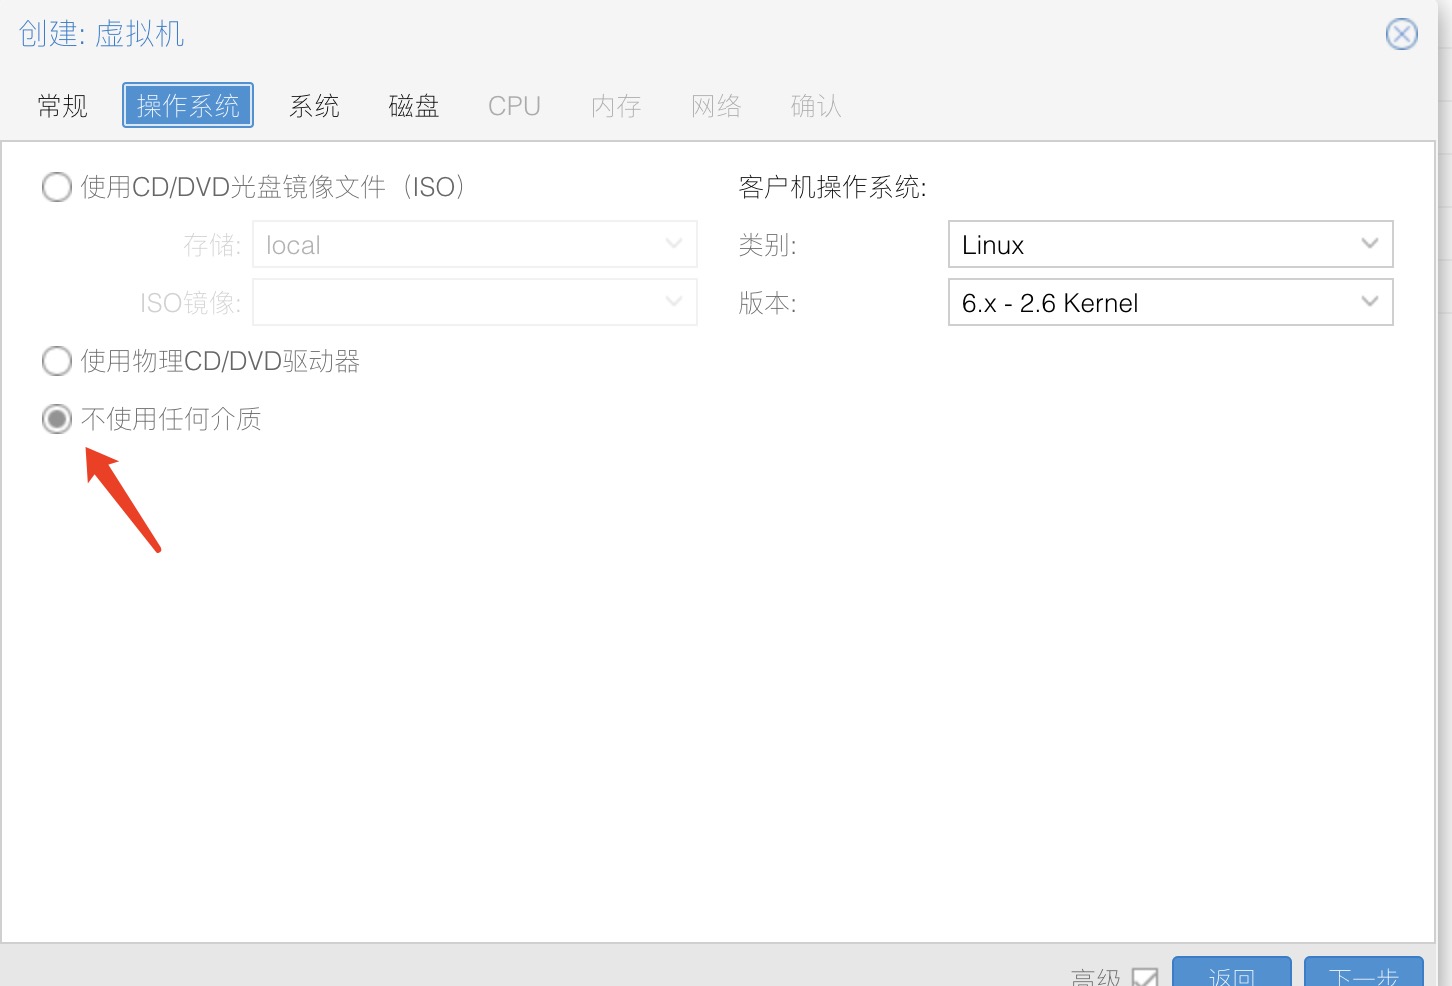 创建: 虚拟机
常规 操作系统 系统 磁盘 CPU 内存 网络 确认
使用CD/DVD光盘镜像文件（ISO）
存储: local
ISO镜像:
使用物理CD/DVD驱动器
不使用任何介质
客户机操作系统:
类别: Linux
版本: 6.x - 2.6 Kernel
高级 返回 下一步